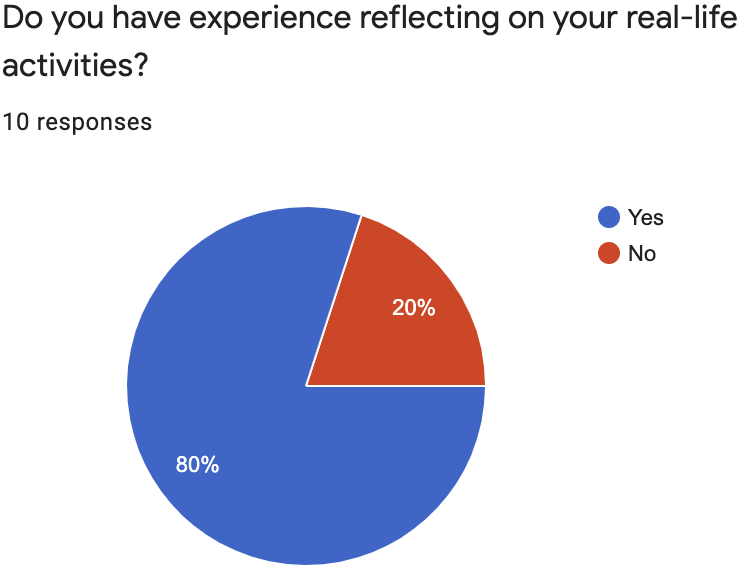 Do you have experience reflecting on your real-life
activities?
10 responses
Yes
No
20%
80%